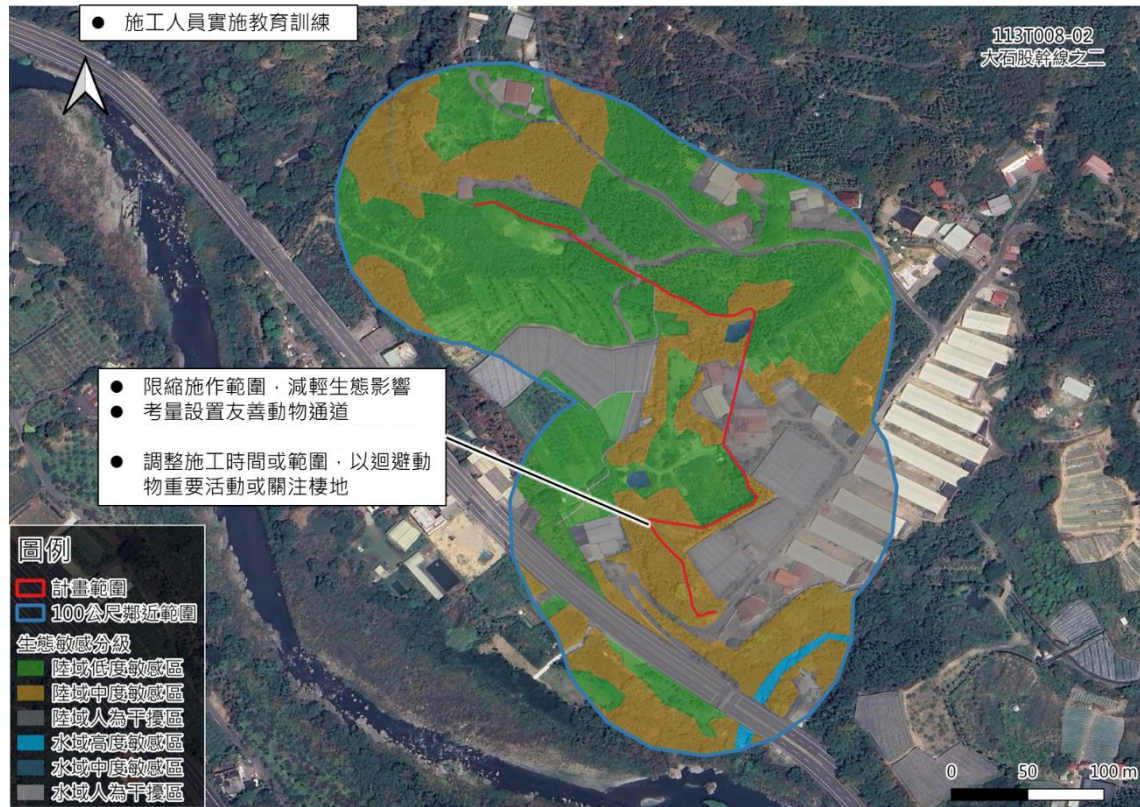 ● 施工人員實施教育訓練
113T008-02
大石股幹線之二
● 限縮施作範圍，減輕生態影響
● 考量設置友善動物通道
● 調整施工時間或範圍，以迴避動
物重要活動或關注棲地
圖例
計畫範圍
100公尺鄰近範圍
生態敏感分級
陸域低度敏感區
陸域中度敏感區
陸域人為干擾區
水域高度敏感區
水域中度敏感區
水域人為干擾區
0 50 100 m